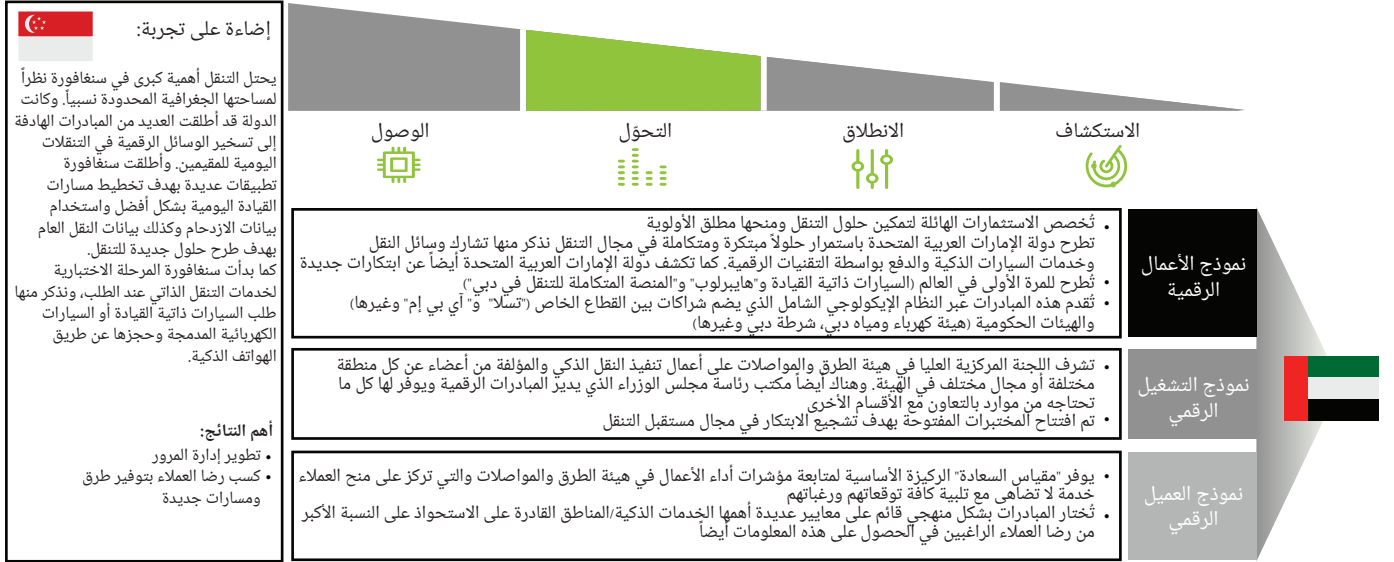 الاستكشاف
الانطلاق
التحوّل
الوصول
نموذج الأعمال
الرقمية
• تُخصص الاستثمارات الهائلة لتمكين حلول التنقل ومنحها مطلق الأولوية
تطرح دولة الإمارات العربية المتحدة باستمرار حلولاً مبتكرة ومتكاملة في مجال التنقل نذكر منها تشارك وسائل النقل
وخدمات السيارات الذكية والدفع بواسطة التقنيات الرقمية. كما تكشف دولة الإمارات العربية المتحدة أيضاً عن ابتكارات جديدة
• تُطرح للمرة الأولى في العالم (السيارات ذاتية القيادة و"هايبرلوب" و"المنصة المتكاملة للتنقل في دبي")
• تُقدم هذه المبادرات عبر النظام الإيكولوجي الشامل الذي يضم شراكات بين القطاع الخاص ("تسلا" و" آي بي إم" وغيرها)
والهيئات الحكومية (هيئة كهرباء ومياه دبي، شرطة دبي وغيرها)
نموذج التشغيل
الرقمي
• تشرف اللجنة المركزية العليا في هيئة الطرق والمواصلات على أعمال تنفيذ النقل الذكي والمؤلفة من أعضاء عن كل منطقة
مختلفة أو مجال مختلف في الهيئة. وهناك أيضاً مكتب رئاسة مجلس الوزراء الذي يدير المبادرات الرقمية ويوفر لها كل ما
تحتاجه من موارد بالتعاون مع الأقسام الأخرى
• تم افتتاح المختبرات المفتوحة بهدف تشجيع الابتكار في مجال مستقبل التنقل
نموذج العميل
الرقمي
• يوفر "مقياس السعادة" الركيزة الأساسية لمتابعة مؤشرات أداء الأعمال في هيئة الطرق والمواصلات والتي تركز على منح العملاء
خدمة لا تضاهى مع تلبية كافة توقعاتهم ورغباتهم
• تُختار المبادرات بشكل منهجي قائم على معايير عديدة أهمها الخدمات الذكية/المناطق القادرة على الاستحواذ على النسبة الأكبر
من رضا العملاء الراغبين في الحصول على هذه المعلومات أيضاً
إضاءة على تجربة:
يحتل التنقل أهمية كبرى في سنغافورة نظراً
لمساحتها الجغرافية المحدودة نسبياً. وكانت
الدولة قد أطلقت العديد من المبادرات الهادفة
إلى تسخير الوسائل الرقمية في التنقلات
اليومية للمقيمين. وأطلقت سنغافورة
تطبيقات عديدة بهدف تخطيط مسارات
القيادة اليومية بشكل أفضل واستخدام
بيانات الازدحام وكذلك بيانات النقل العام
بهدف طرح حلول جديدة للتنقل.
كما بدأت سنغافورة المرحلة الاختبارية
لخدمات التنقل الذاتي عند الطلب، ونذكر منها
طلب السيارات ذاتية القيادة أو السيارات
الكهربائية المدمجة وحجزها عن طريق
الهواتف الذكية.
أهم النتائج:
• تطوير إدارة المرور
• كسب رضا العملاء بتوفير طرق
ومسارات جديدة